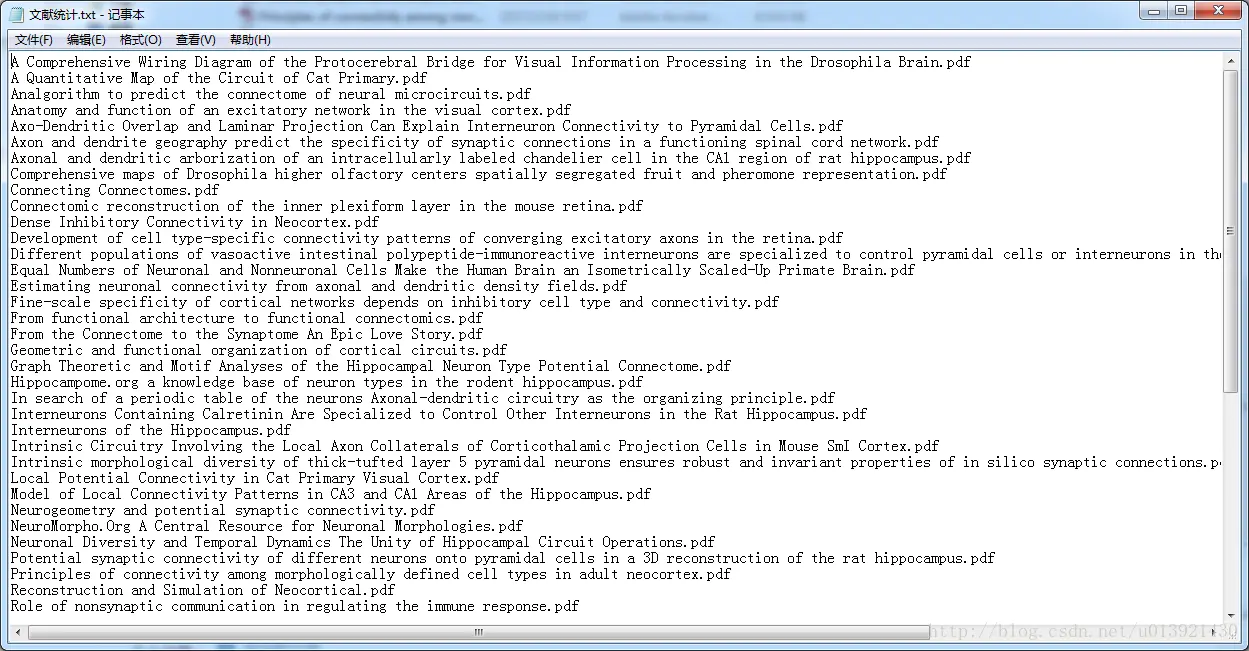 文献统计.txt - 记事本
文件(F) 编辑(E) 格式(O) 查看(V) 帮助(H)
A Comprehensive Wiring Diagram of the Protocerebral Bridge for Visual Information Processing in the Drosophila Brain.pdf
A Quantitative Map of the Circuit of Cat Primary.pdf
Analgorithm to predict the connectome of neural microcircuits.pdf
Anatomy and function of an excitatory network in the visual cortex.pdf
Axo-Dendritic Overlap and Laminar Projection Can Explain Interneuron Connectivity to Pyramidal Cells.pdf
Axon and dendrite geography predict the specificity of synaptic connections in a functioning spinal cord network.pdf
Axonal and dendritic arborization of an intracellularly labeled chandelier cell in the CA1 region of rat hippocampus.pdf
Comprehensive maps of Drosophila higher olfactory centers spatially segregated fruit and pheromone representation.pdf
Connecting Connectomes.pdf
Connectomic reconstruction of the inner plexiform layer in the mouse retina.pdf
Dense Inhibitory Connectivity in Neocortex.pdf
Development of cell type-specific connectivity patterns of converging excitatory axons in the retina.pdf
Different populations of vasoactive intestinal polypeptide-immunoreactive interneurons are specialized to control pyramidal cells or interneurons in th
Equal Numbers of Neuronal and Nonneuronal Cells Make the Human Brain an Isometrically Scaled-Up Primate Brain.pdf
Estimating neuronal connectivity from axonal and dendritic density fields.pdf
Fine-scale specificity of cortical networks depends on inhibitory cell type and connectivity.pdf
From functional architecture to functional connectomics.pdf
From the Connectome to the Synaptome An Epic Love Story.pdf
Geometric and functional organization of cortical circuits.pdf
Graph Theoretic and Motif Analyses of the Hippocampal Neuron Type Potential Connectome.pdf
Hippocampome.org a knowledge base of neuron types in the rodent hippocampus.pdf
In search of a periodic table of the neurons Axonal-dendritic circuitry as the organizing principle.pdf
Interneurons Containing Calretinin Are Specialized to Control Other Interneurons in the Rat Hippocampus.pdf
Interneurons of the Hippocampus.pdf
Intrinsic Circuitry Involving the Local Axon Collaterals of Corticothalamic Projection Cells in Mouse SmI Cortex.pdf
Intrinsic morphological diversity of thick-tufted layer 5 pyramidal neurons ensures robust and invariant properties of in silico synaptic connections.p
Local Potential Connectivity in Cat Primary Visual Cortex.pdf
Model of Local Connectivity Patterns in CA3 and CA1 Areas of the Hippocampus.pdf
Neurogeometry and potential synaptic connectivity.pdf
NeuroMorpho.Org A Central Resource for Neuronal Morphologies.pdf
Neuronal Diversity and Temporal Dynamics The Unity of Hippocampal Circuit Operations.pdf
Potential synaptic connectivity of different neurons onto pyramidal cells in a 3D reconstruction of the rat hippocampus.pdf
Principles of connectivity among morphologically defined cell types in adult neocortex.pdf
Reconstruction and Simulation of Neocortical.pdf
Role of nonsynaptic communication in regulating the immune response.pdf
http://blog.csdn.net/u013921430